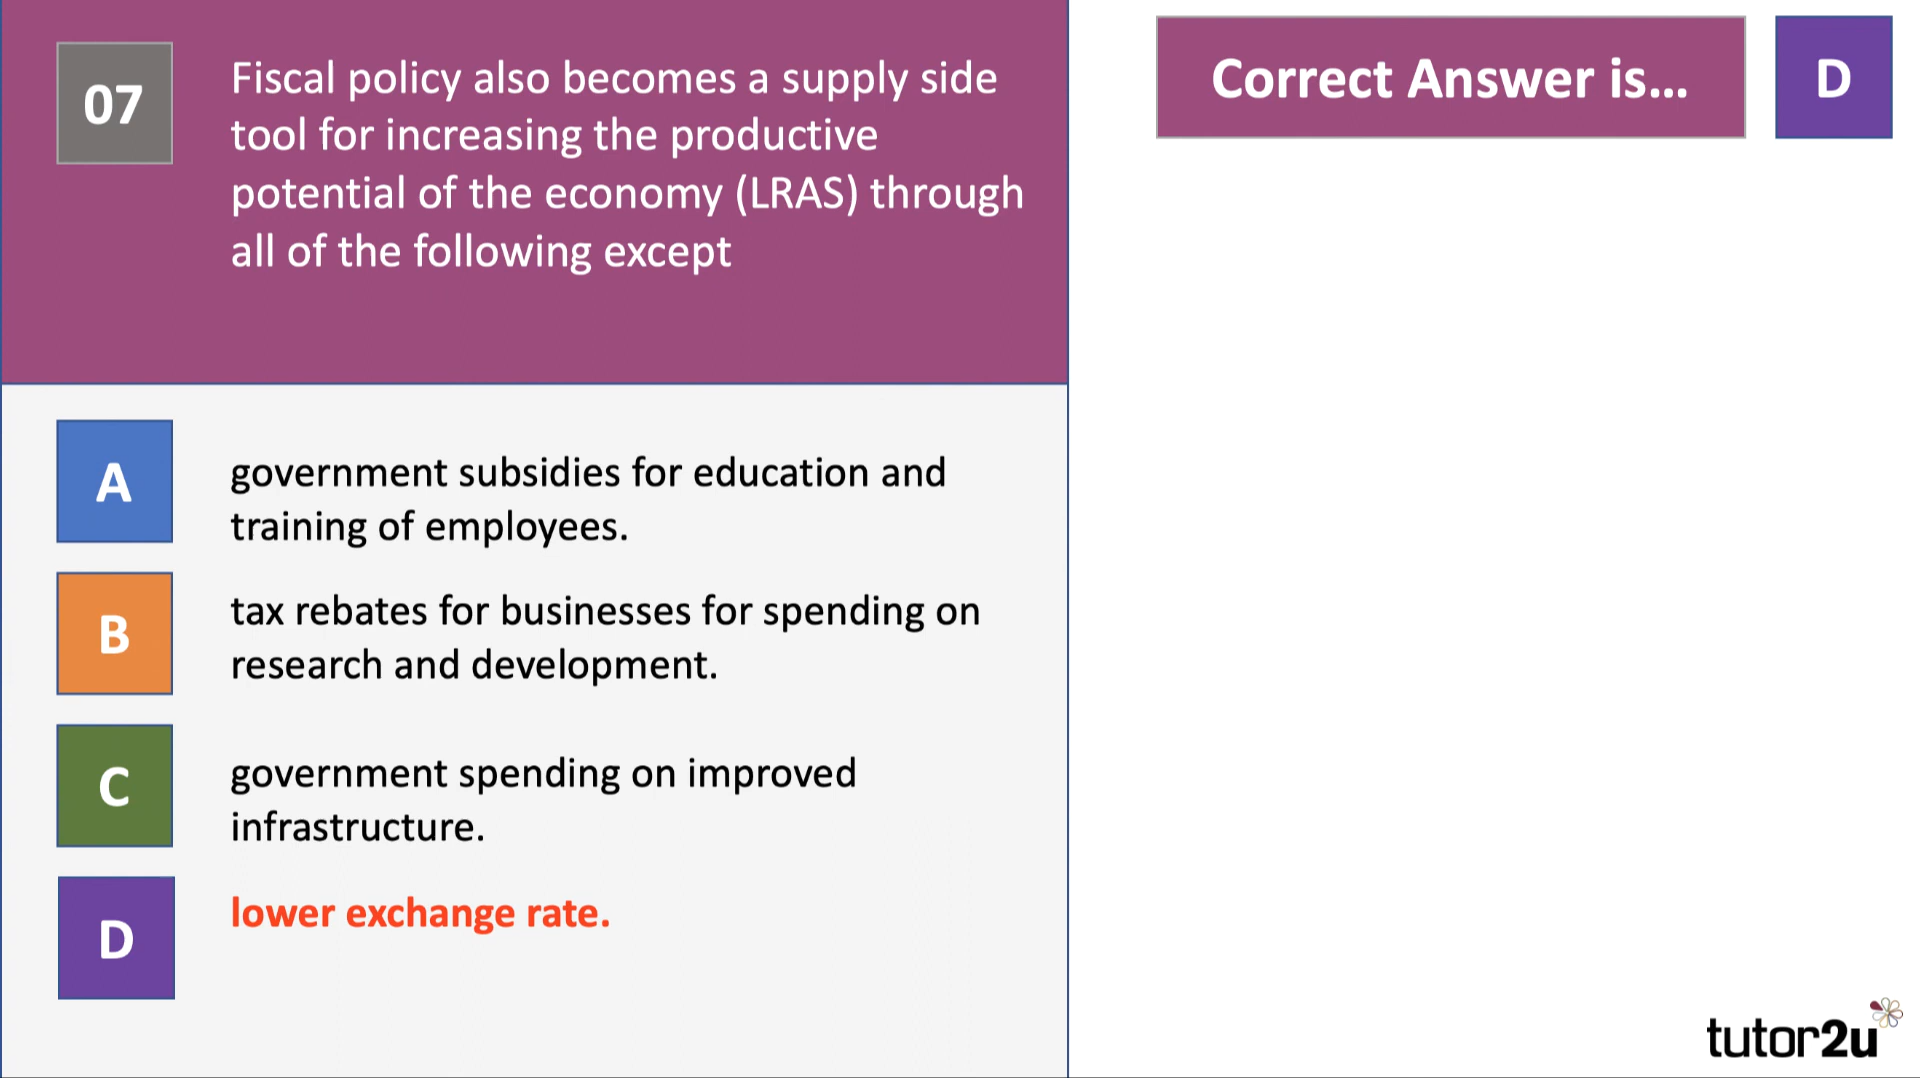 07
Fiscal policy also becomes a supply side
tool for increasing the productive
potential of the economy (LRAS) through
all of the following except
A
government subsidies for education and
training of employees.
B
tax rebates for businesses for spending on
research and development.
C
government spending on improved
infrastructure.
D
lower exchange rate.
Correct Answer is...
D
tutor2u